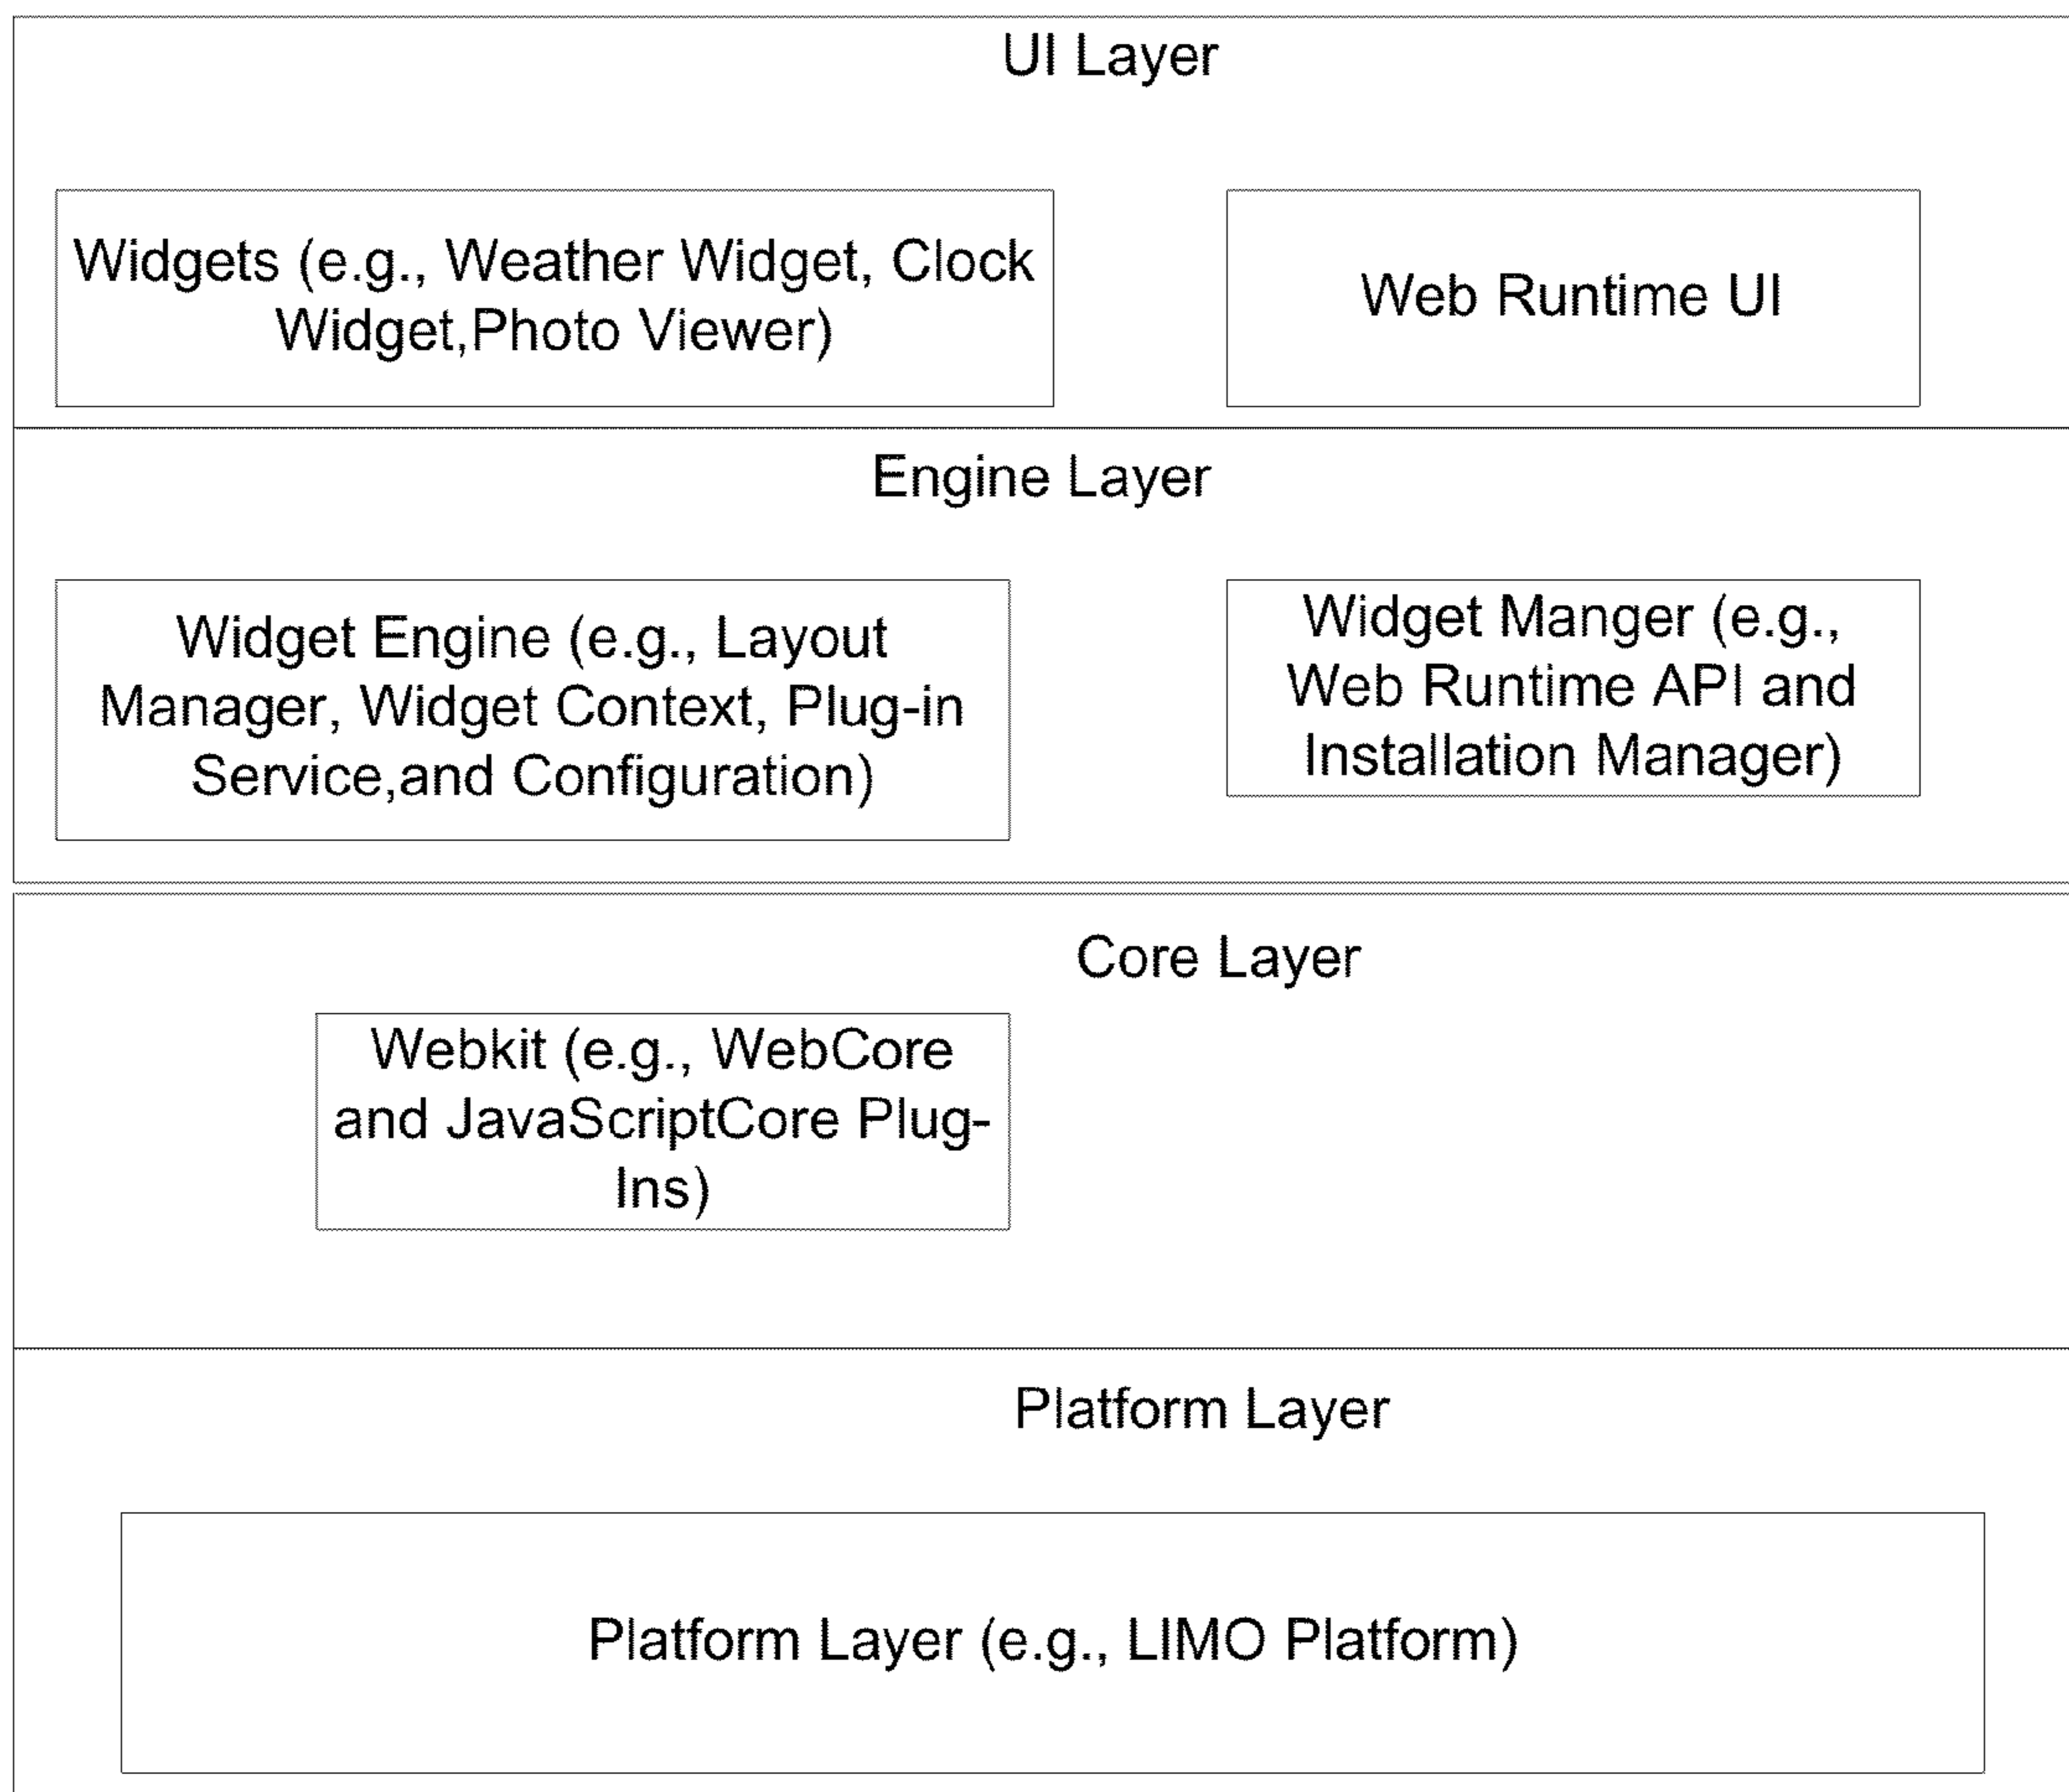 UI Layer
Widgets (e.g., Weather Widget, Clock
Widget,Photo Viewer)
Web Runtime UI
Engine Layer
Widget Engine (e.g., Layout
Manager, Widget Context, Plug-in
Service,and Configuration)
Widget Manger (e.g.,
Web Runtime API and
Installation Manager)
Core Layer
Webkit (e.g., WebCore
and JavaScriptCore Plug-
Ins)
Platform Layer
Platform Layer (e.g., LIMO Platform)